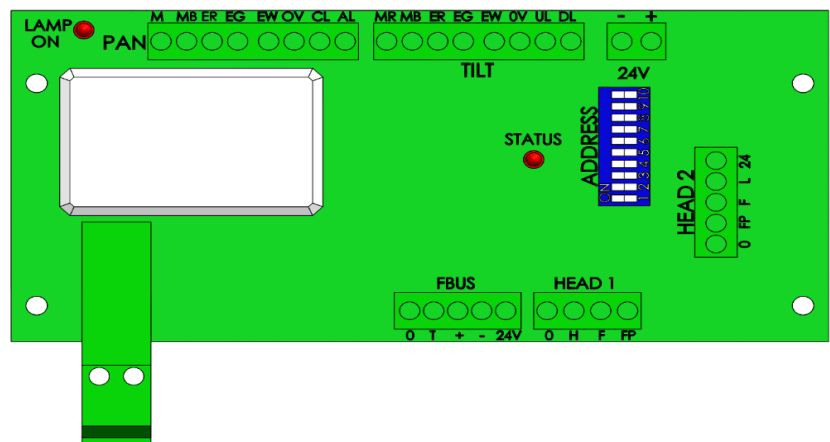 LAMP
ON
PAN
M MB ER EG EW OV CL AL
MR MB ER EG EW 0V UL DL
TILT
- +
24V
STATUS
ADDRESS
ON
1 2 3 4 5 6 7 8 9 10
HEAD 2
0 FP F L 24
FBUS
0 T + - 24V
HEAD 1
0 H F FP